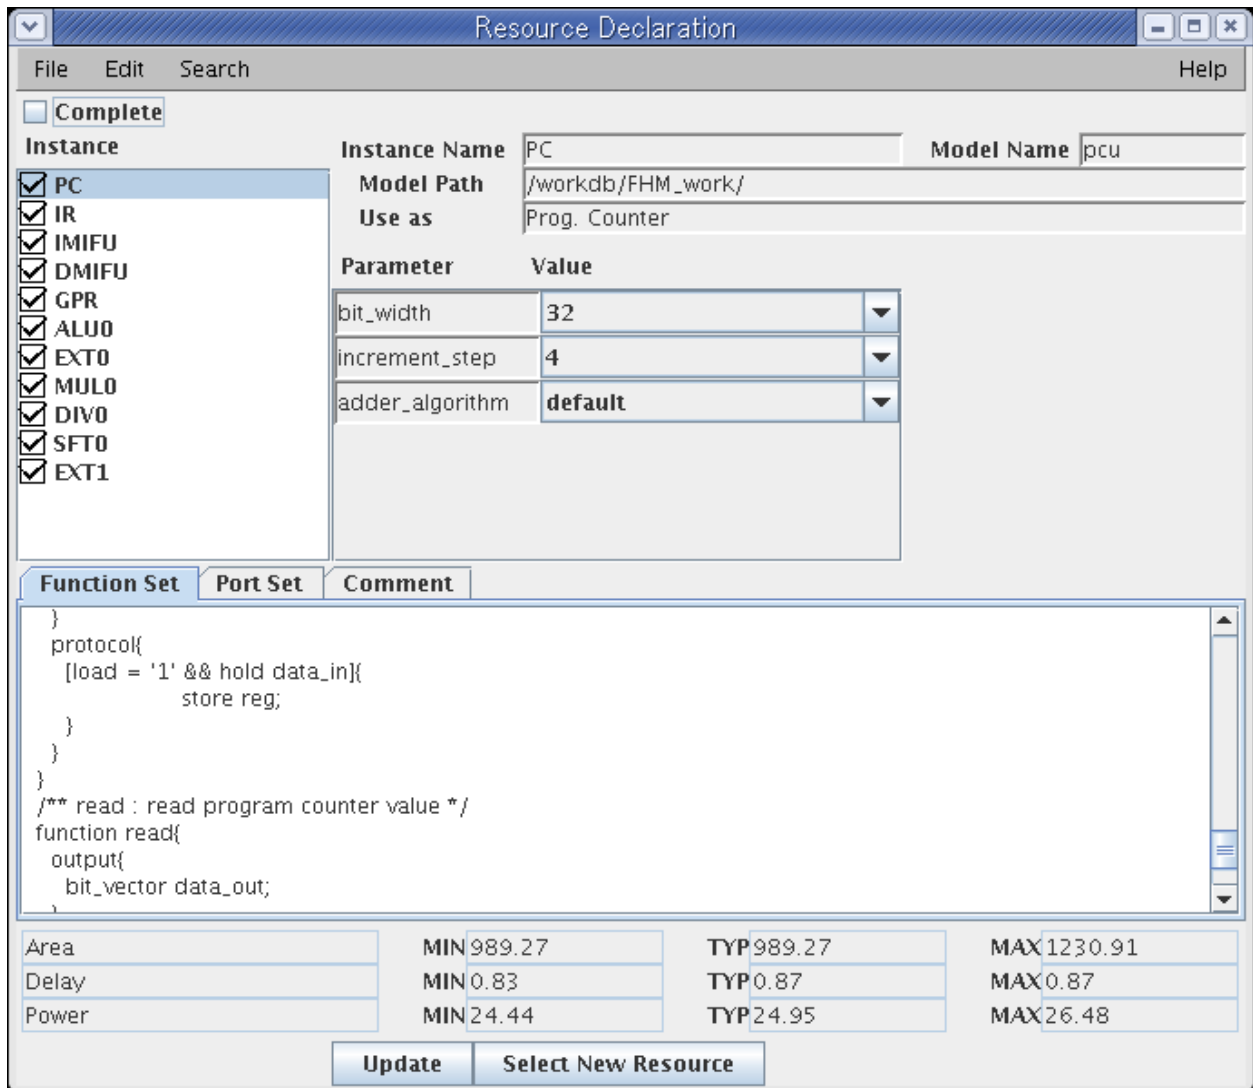 Resource Declaration
File Edit Search Help
Complete
Instance
Instance Name PC Model Name pcu
Model Path /workdb/FHM_work/
Use as Prog. Counter
PC
IR
IMIFU
DMIFU
GPR
ALU0
EXT0
MUL0
DIV0
SFT0
EXT1
Parameter Value
bit_width 32
increment_step 4
adder_algorithm default
Function Set Port Set Comment
}
protocol{
[load = '1' && hold data_in]{
store reg;
}
}
}
/** read : read program counter value */
function read{
output{
bit_vector data_out;
}
Area MIN 989.27 TYP 989.27 MAX 1230.91
Delay MIN 0.83 TYP 0.87 MAX 0.87
Power MIN 24.44 TYP 24.95 MAX 26.48
Update Select New Resource